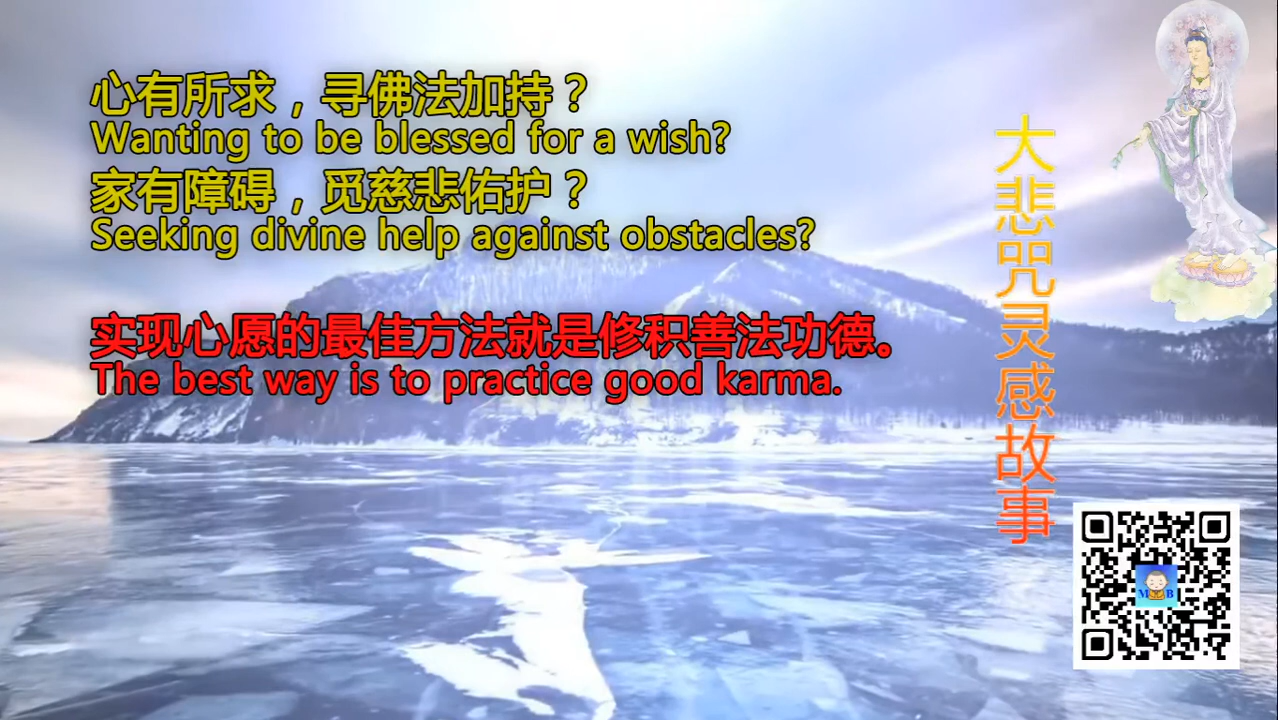 心有所求，寻佛法加持？
Wanting to be blessed for a wish?
家有障碍，觅慈悲佑护？
Seeking divine help against obstacles?
实现心愿的最佳方法就是修积善法功德。
The best way is to practice good karma.
大悲咒灵感故事
M B